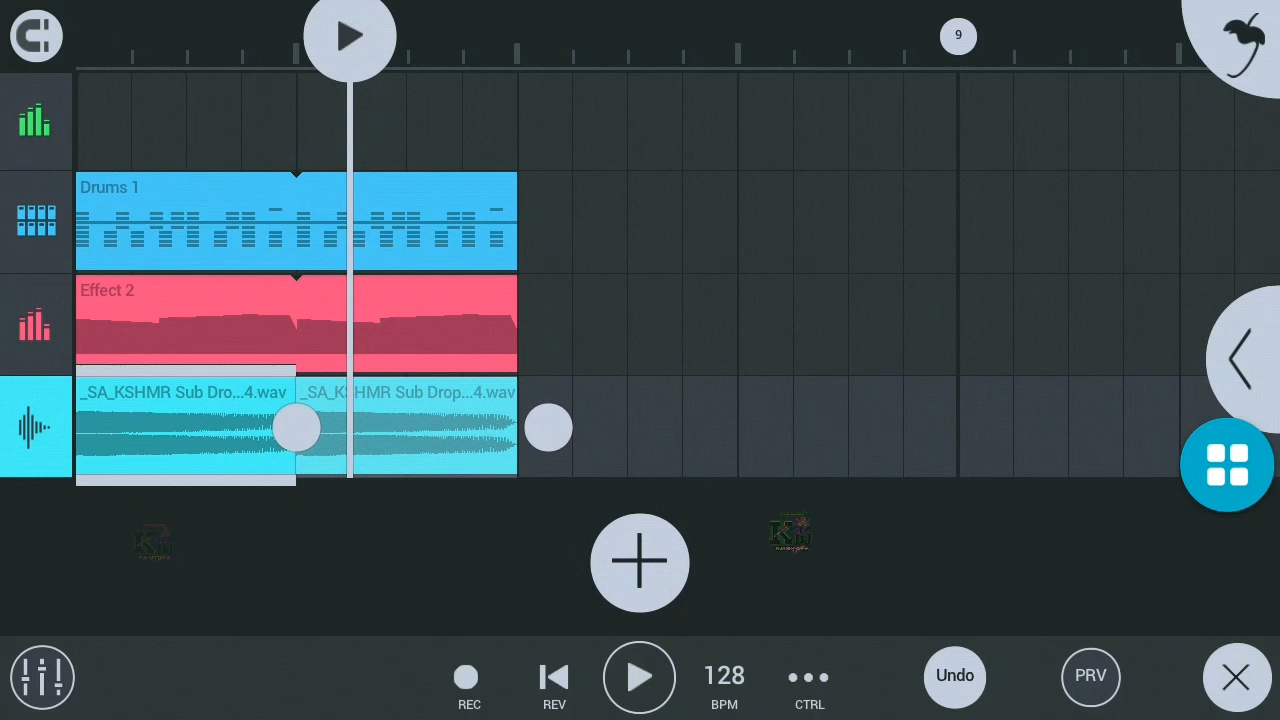 9
Drums 1
Effect 2
_SA_KSHMR Sub Dro...4.wav
_SA_KSHMR Sub Drop...4.wav
128
Undo
PRV
REC
REV
BPM
CTRL